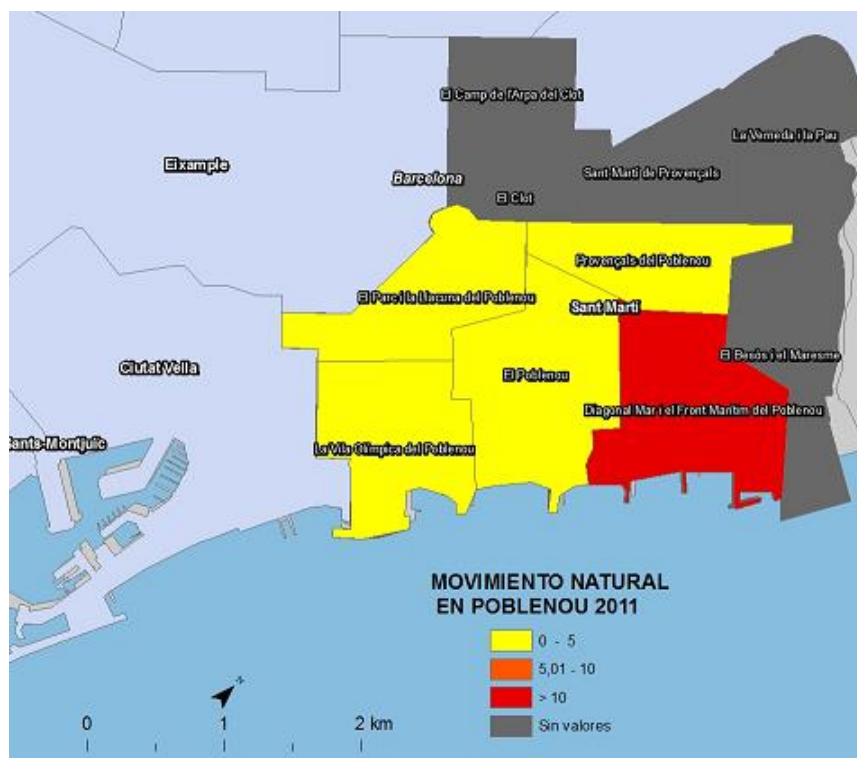 El Camp de l'Arpa del Clot
La Verneda i la Pau
Eixample
Barcelona
Sant Martí de Provençals
El Clot
Provençals del Poblenou
El Parc i la Llacuna del Poblenou
Sant Martí
Ciutat Vella
El Besòs i el Maresme
El Poblenou
Diagonal Mar i el Front Marítim del Poblenou
Sants-Montjuïc
La Vila Olímpica del Poblenou
MOVIMIENTO NATURAL
EN POBLENOU 2011
0 - 5
5,01 - 10
> 10
Sin valores
N
0 1 2 km